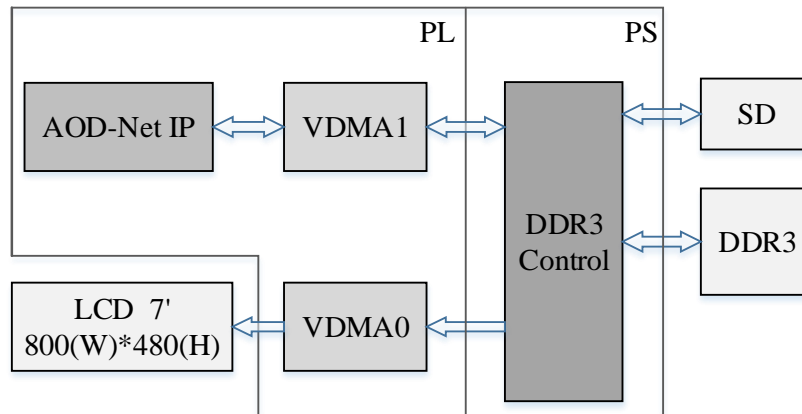 PL
PS
AOD-Net IP
VDMA1
SD
DDR3
Control
DDR3
LCD 7'
800(W)*480(H)
VDMA0